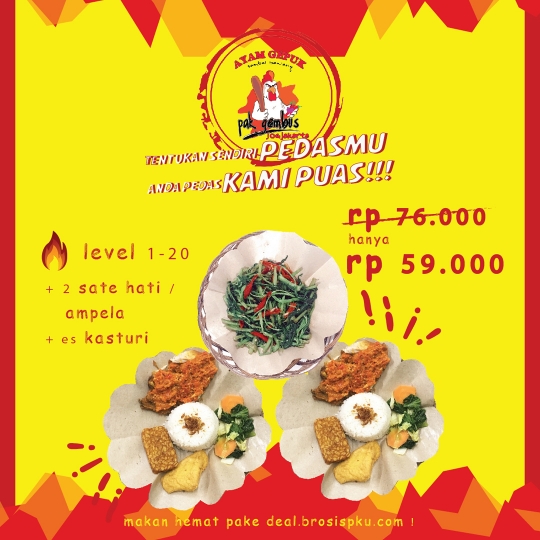 AYAM GEPUK
pak gembus
Jogjakarta
TENTUKAN SENDIRI PEDASMU
ANDA PEDAS KAMI PUAS!!!
rp 76.000
hanya
rp 59.000
level 1-20
+ 2 sate hati /
ampela
+ es kasturi
makan hemat pake deal.brosispku.com !